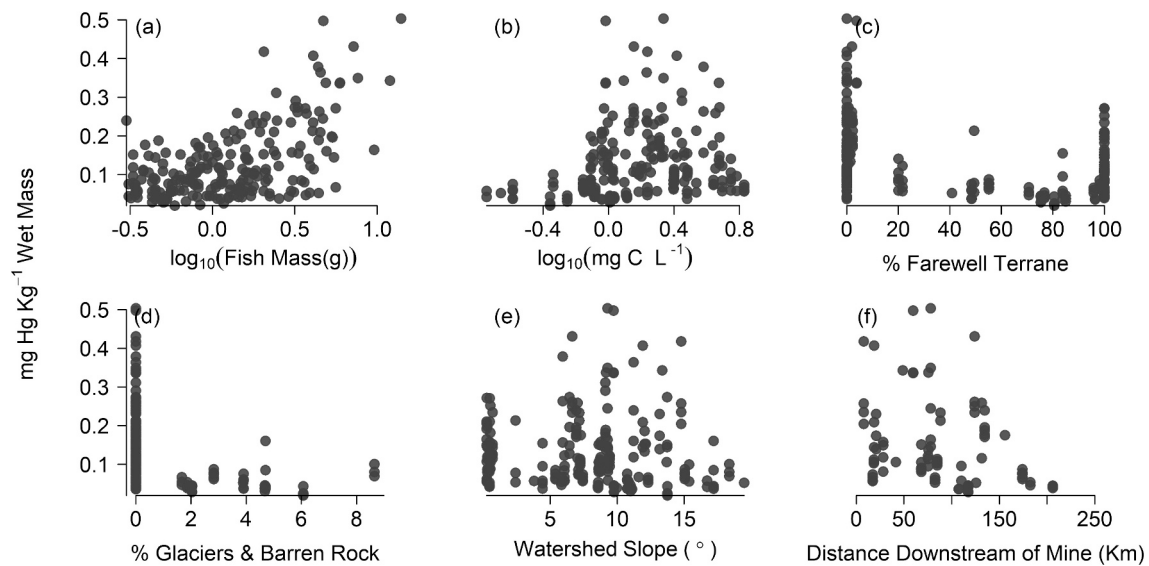 mg Hg Kg⁻¹ Wet Mass
(a)
0.5
0.4
0.3
0.2
0.1
-0.5 0.0 0.5 1.0
log₁₀(Fish Mass(g))
(b)
-0.4 0.0 0.4 0.8
log₁₀(mg C L⁻¹)
(c)
0 20 40 60 80 100
% Farewell Terrane
(d)
0.5
0.4
0.3
0.2
0.1
0 2 4 6 8
% Glaciers & Barren Rock
(e)
5 10 15
Watershed Slope (°)
(f)
0 50 150 250
Distance Downstream of Mine (Km)